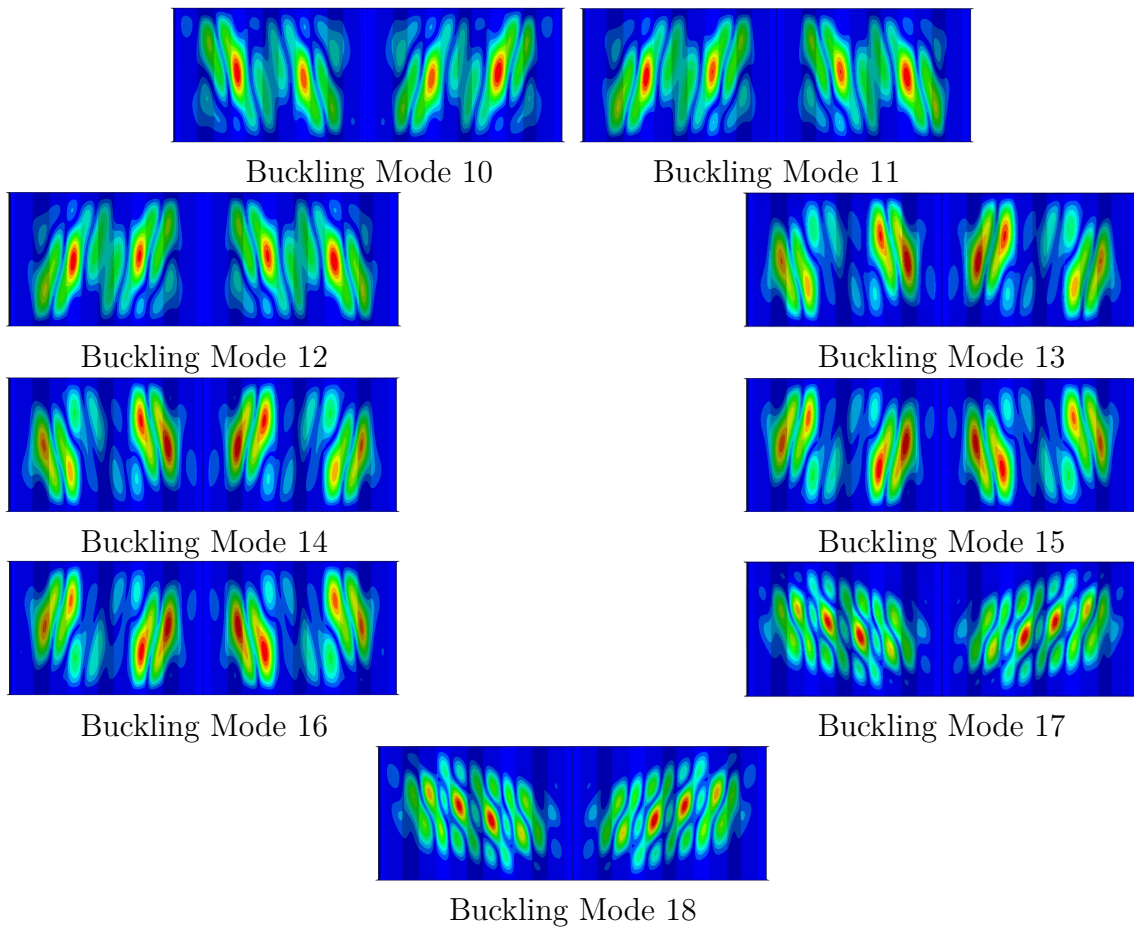 Buckling Mode 10
Buckling Mode 11
Buckling Mode 12
Buckling Mode 13
Buckling Mode 14
Buckling Mode 15
Buckling Mode 16
Buckling Mode 17
Buckling Mode 18